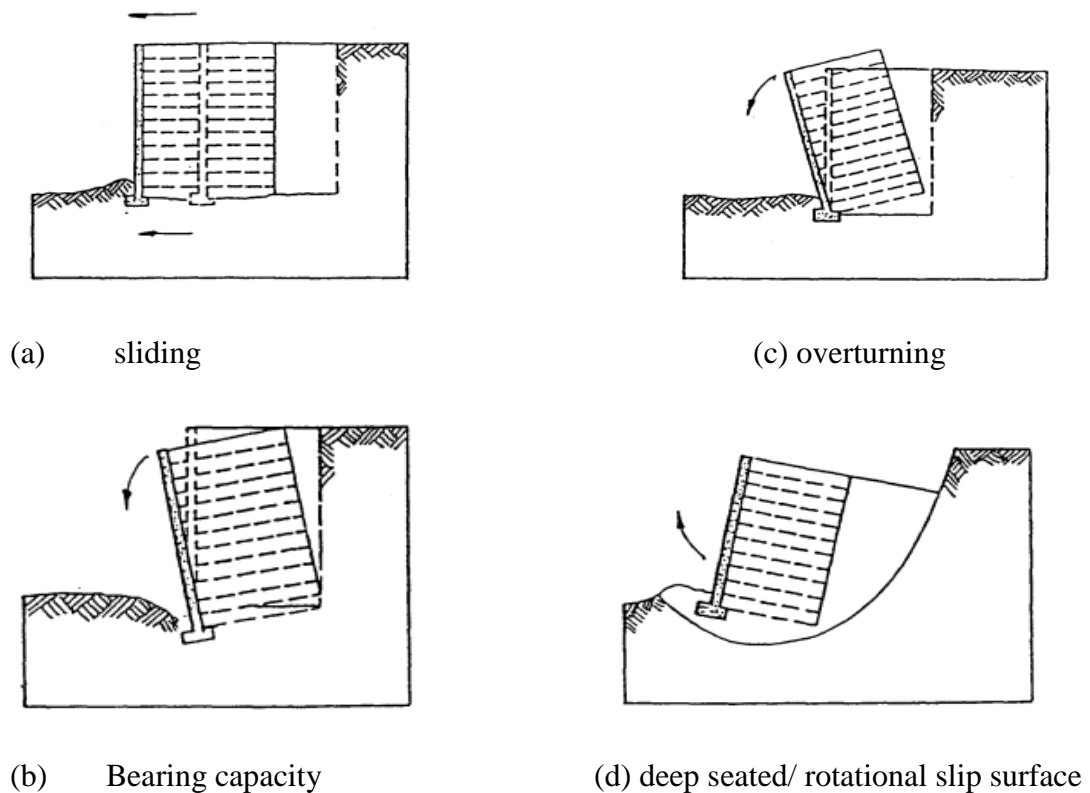 (a) sliding
(c) overturning
(b) Bearing capacity
(d) deep seated/ rotational slip surface